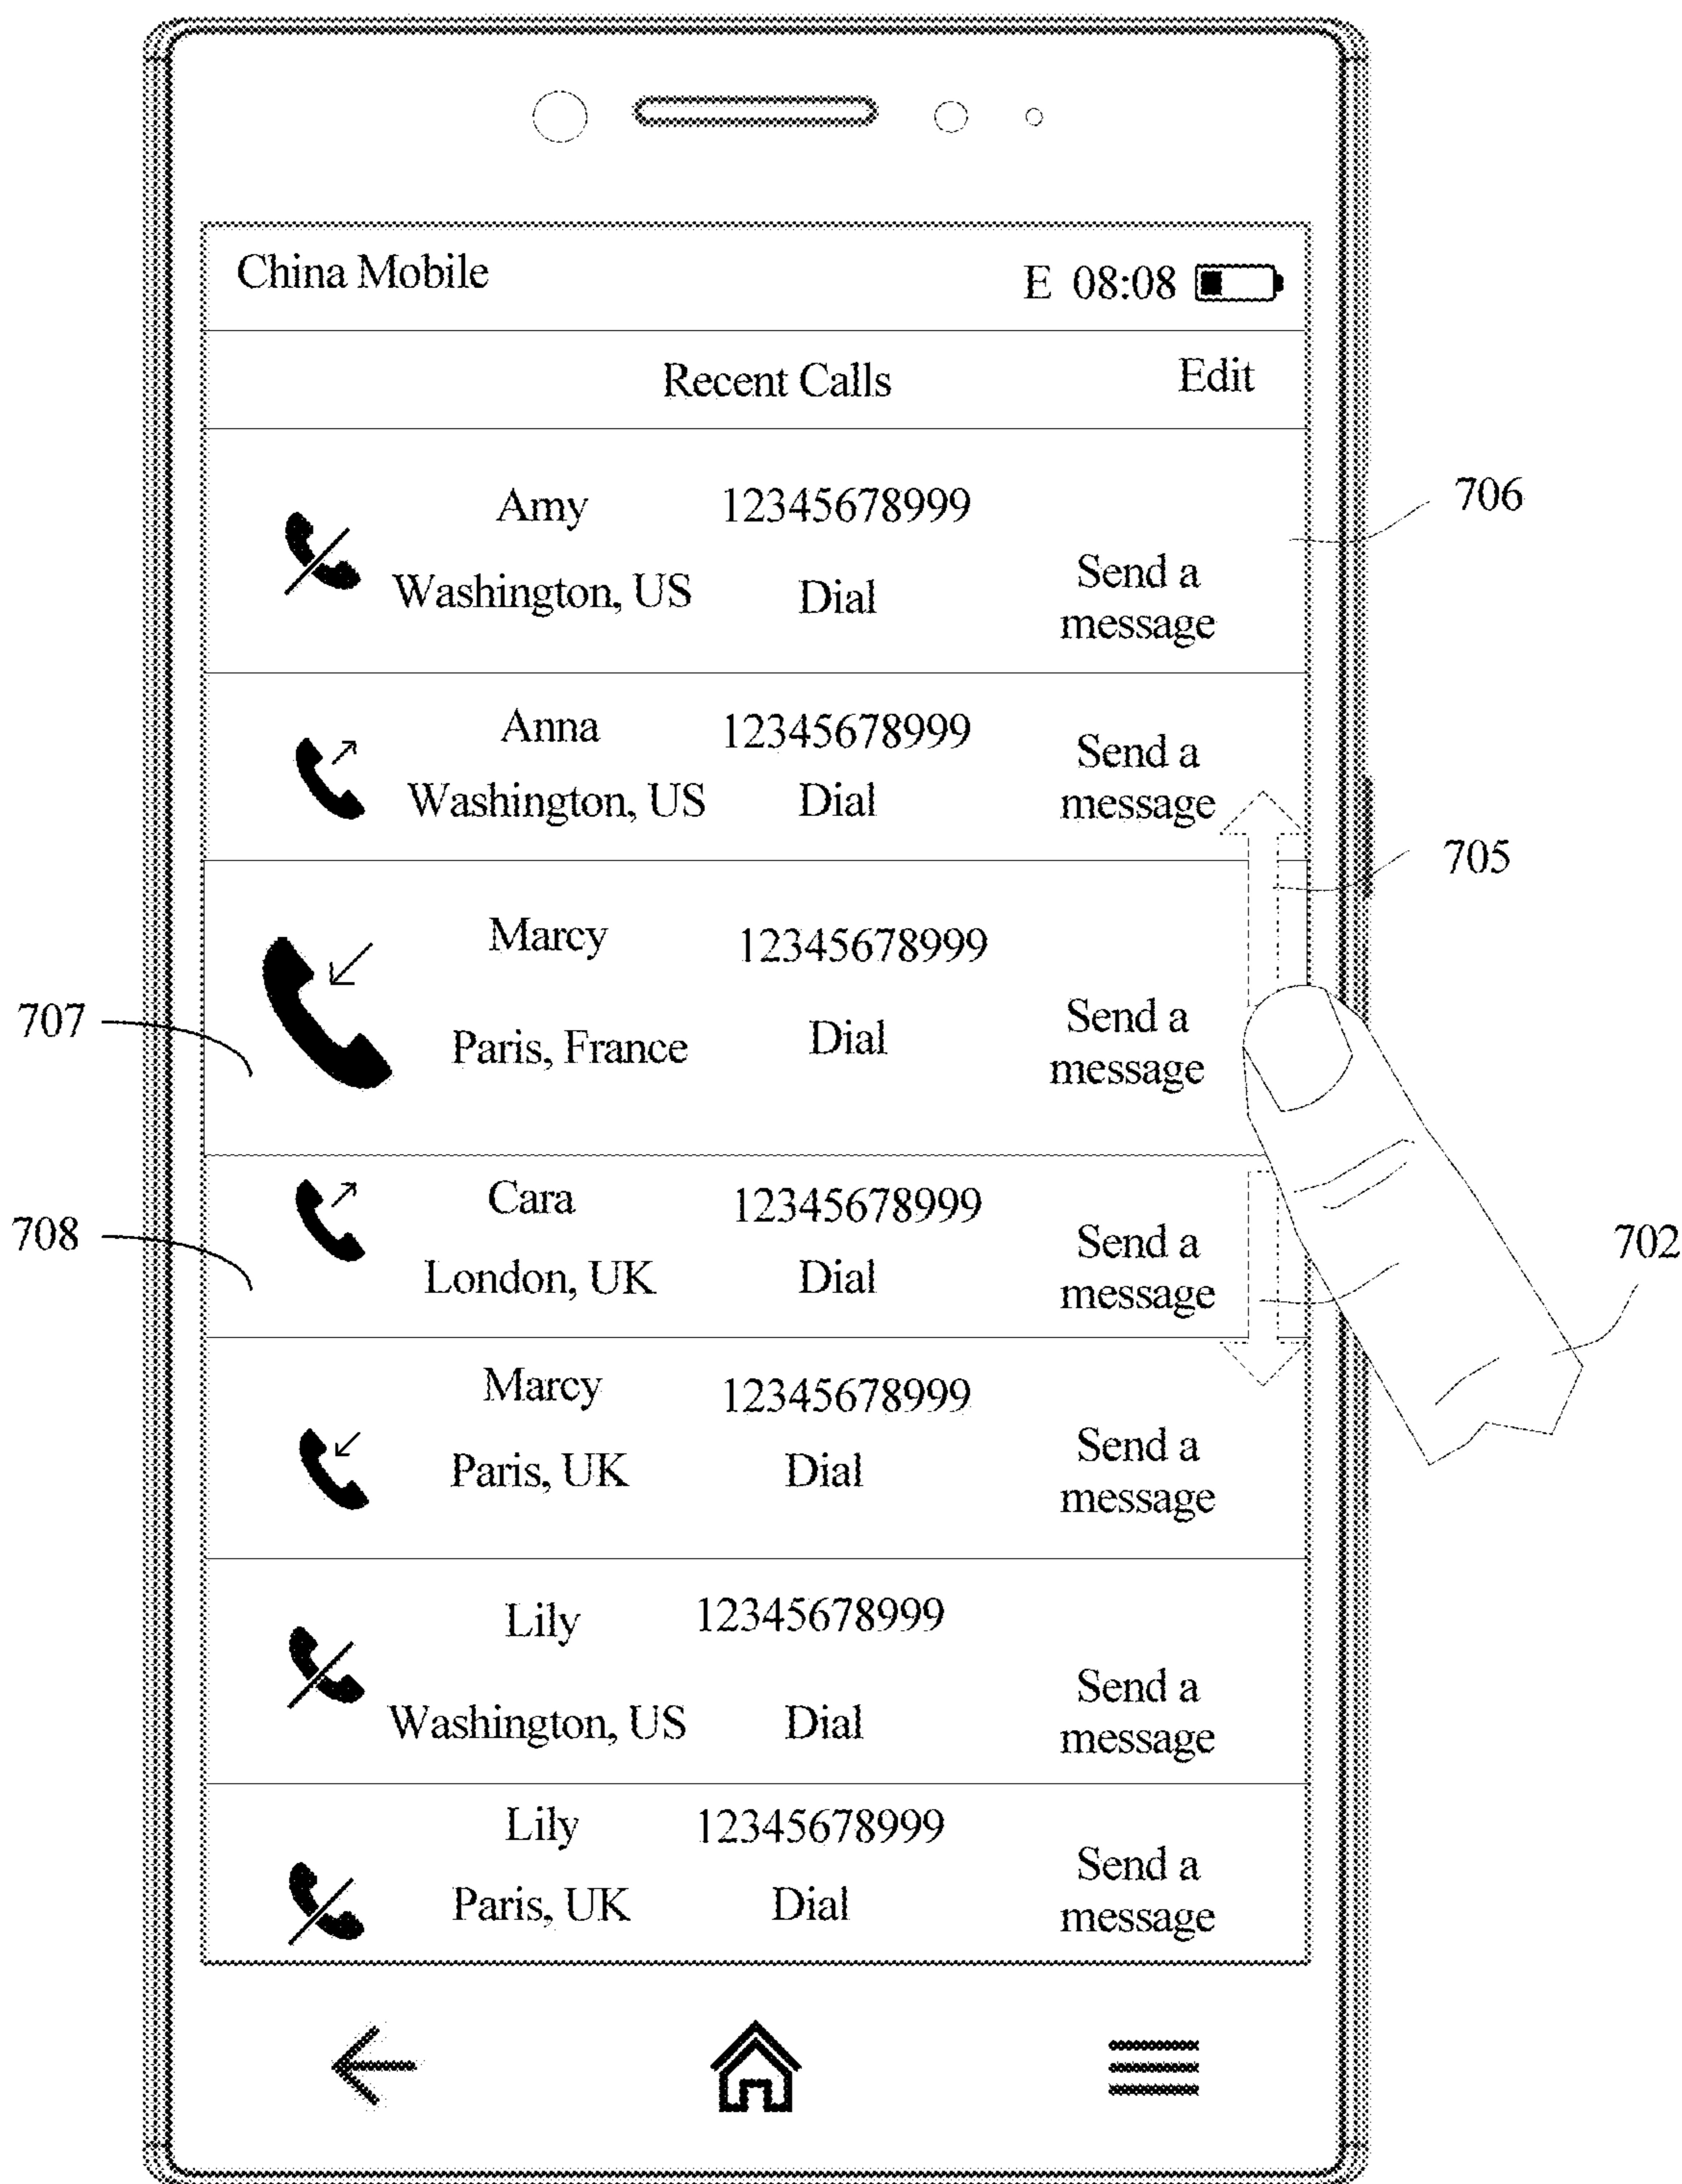 China Mobile E 08:08
Recent Calls Edit
Amy 12345678999
Washington, US Dial Send a
message
706
Anna 12345678999 Send a
Washington, US Dial message
705
Marcy 12345678999
707 Paris, France Dial Send a
message
Cara 12345678999
708 London, UK Dial Send a
message
702
Marcy 12345678999
Paris, UK Dial Send a
message
Lily 12345678999
Washington, US Dial Send a
message
Lily 12345678999
Paris, UK Dial Send a
message